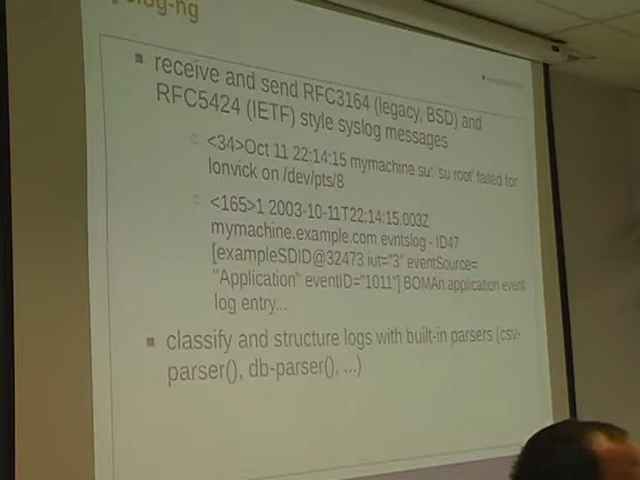 syslog-ng
receive and send RFC3164 (legacy, BSD) and
RFC5424 (IETF) style syslog messages
<34>Oct 11 22:14:15 mymachine su: 'su root' failed for
lonvick on /dev/pts/8
<165>1 2003-10-11T22:14:15.003Z
mymachine.example.com evntslog - ID47
[exampleSDID@32473 iut="3" eventSource=
"Application" eventID="1011"] BOMAn application event
log entry...
classify and structure logs with built-in parsers (csv-
parser(), db-parser(), ...)